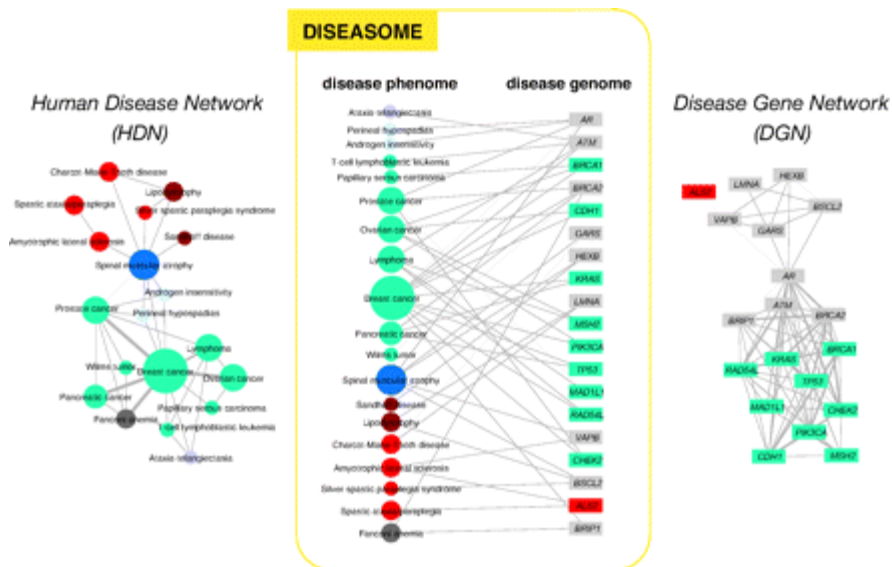 DISEASOME
disease phenome
disease genome
Human Disease Network
(HDN)
Disease Gene Network
(DGN)
Charcot-Marie-Tooth disease
Lipodystrophy
Spastic ataxia/paraplegia
Silver spastic paraplegia syndrome
Amyotrophic lateral sclerosis
Sandhoff disease
Spinal muscular atrophy
Androgen insensitivity
Prostate cancer
Perineal hypospadias
Lymphoma
Wilms tumor
Breast cancer
Ovarian cancer
Pancreatic cancer
Papillary serous carcinoma
Fanconi anemia
T cell lymphoblastic leukemia
Ataxia-telangiectasia
Ataxia-telangiectasia
Perineal hypospadias
Androgen insensitivity
T cell lymphoblastic leukemia
Papillary serous carcinoma
Prostate cancer
Ovarian cancer
Lymphoma
Breast cancer
Pancreatic cancer
Wilms tumor
Spinal muscular atrophy
Sandhoff disease
Lipodystrophy
Charcot-Marie-Tooth disease
Amyotrophic lateral sclerosis
Silver spastic paraplegia syndrome
Spastic ataxia/paraplegia
Fanconi anemia
AR
ATM
BRCA1
BRCA2
CDH1
GARS
HEXB
KRAS
LMNA
MSH2
PIK3CA
TP53
MAD1L1
RAD54L
VAPB
CHEK2
BSCL2
ALS2
BRIP1
HEXB
LMNA
ALS2
BSCL2
VAPB
GARS
AR
ATM
BRCA2
BRIP1
BRCA1
KRAS
RAD54L
TP53
MAD1L1
CHEK2
PIK3CA
CDH1
MSH2